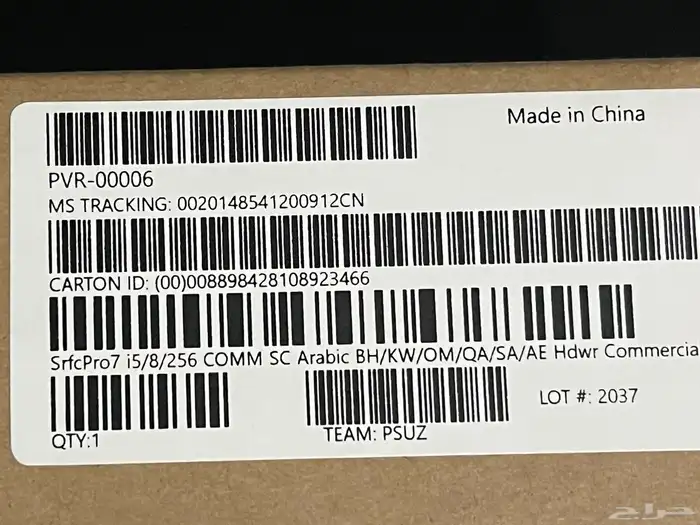 Made in China
PVR-00006
MS TRACKING: 0020148541200912CN
CARTON ID: (00)008898428108923466
SrfcPro7 i5/8/256 COMM SC Arabic BH/KW/OM/QA/SA/AE Hdwr Commercia
LOT #: 2037
QTY:1
TEAM: PSUZ
حراج